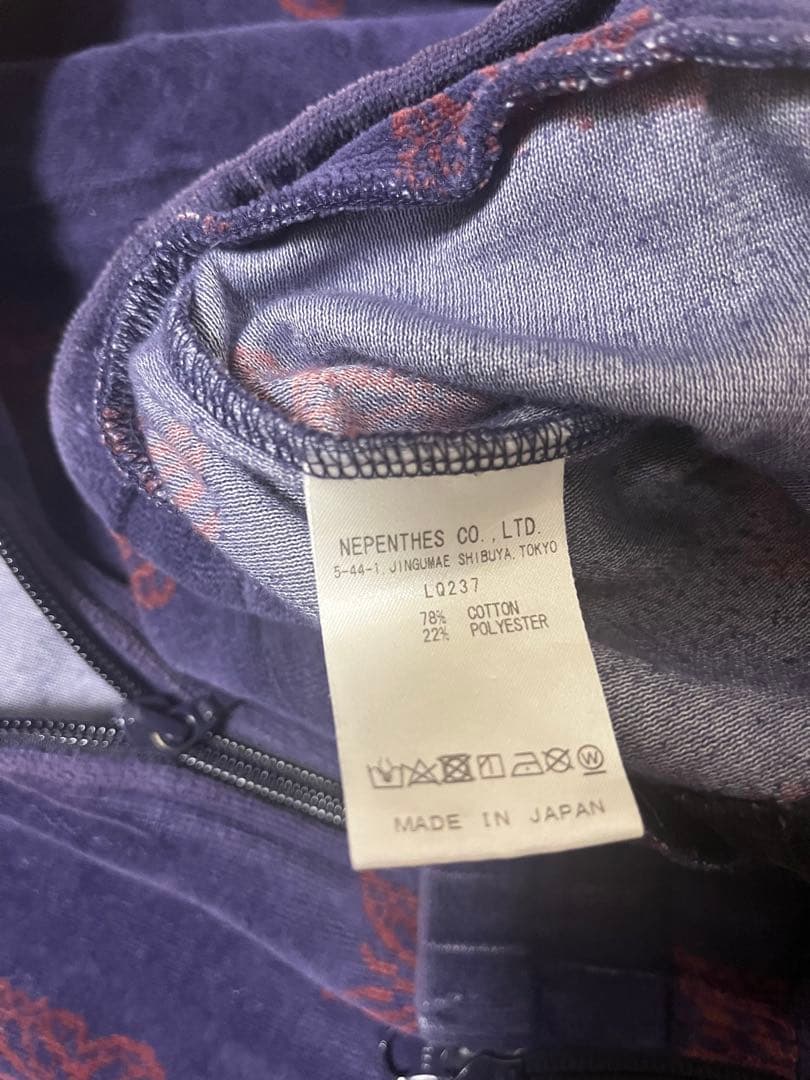 NEPENTHES CO., LTD.
5-44-1, JINGUMAE SHIBUYA, TOKYO
LQ237
78% COTTON
22% POLYESTER
W
MADE IN JAPAN